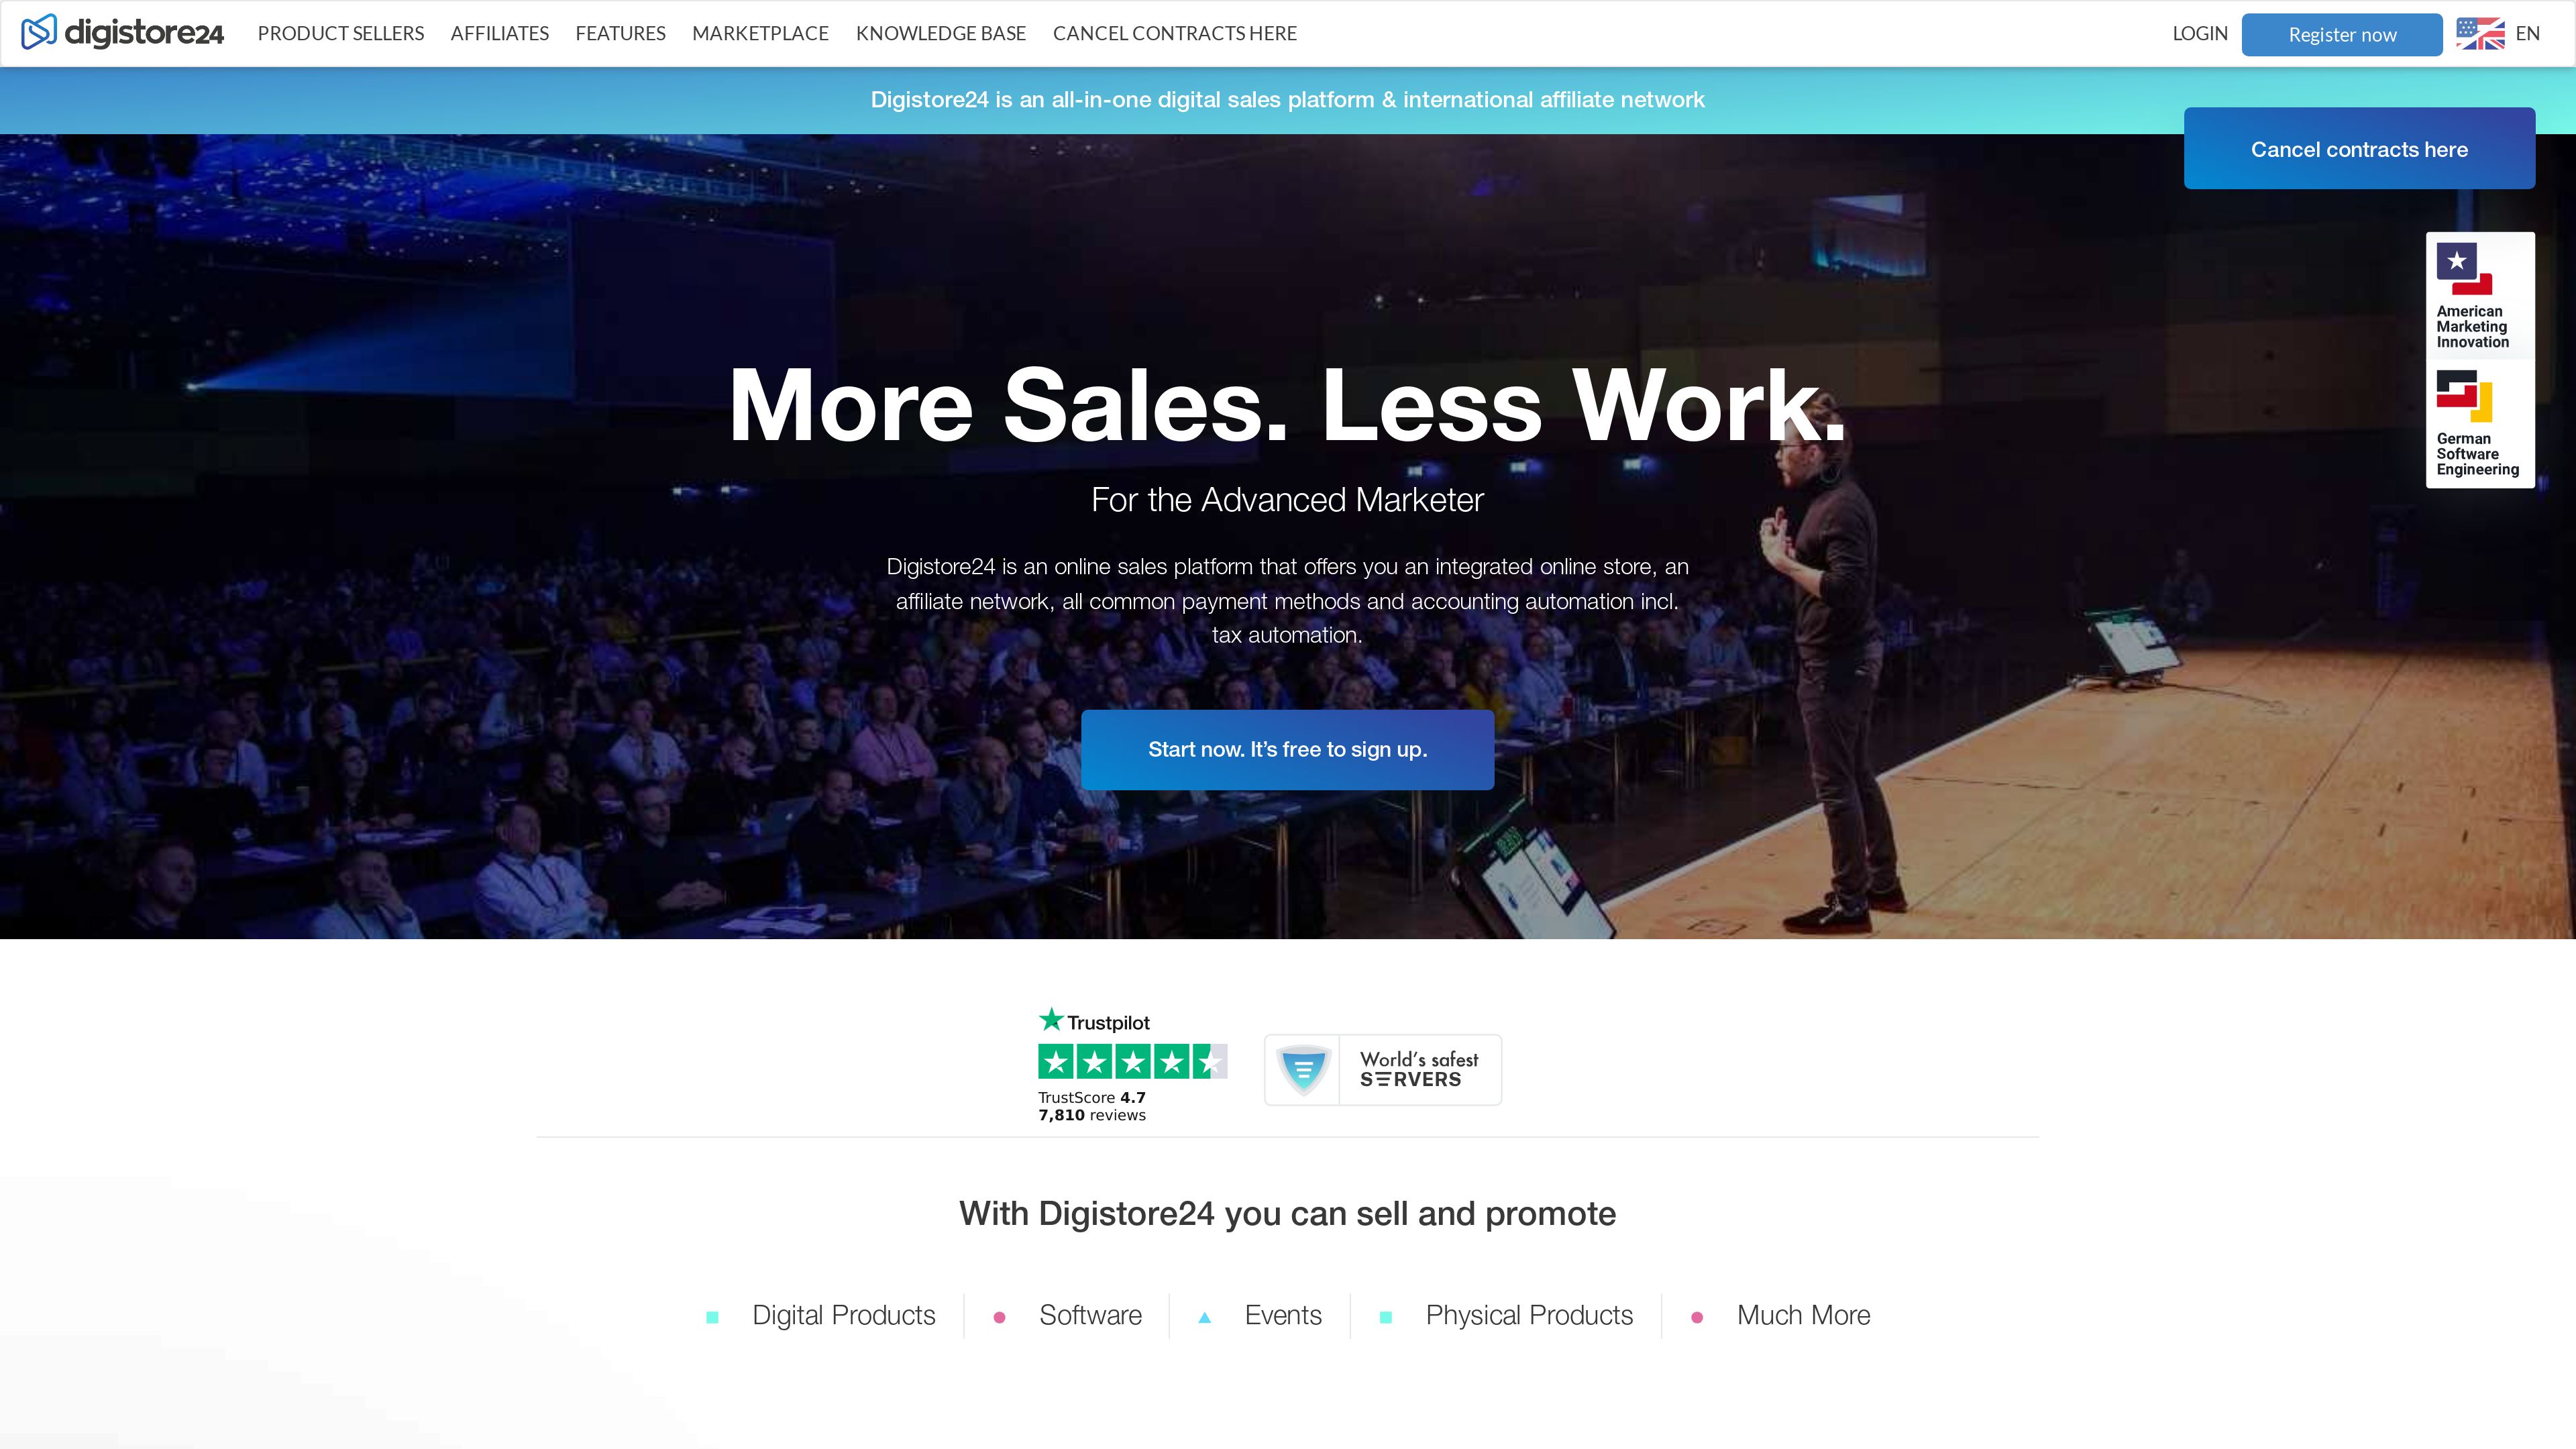 digistore24 PRODUCT SELLERS AFFILIATES FEATURES MARKETPLACE KNOWLEDGE BASE CANCEL CONTRACTS HERE LOGIN Register now EN
Digistore24 is an all-in-one digital sales platform & international affiliate network
Cancel contracts here
American
Marketing
Innovation
German
Software
Engineering
More Sales. Less Work.
For the Advanced Marketer
Digistore24 is an online sales platform that offers you an integrated online store, an
affiliate network, all common payment methods and accounting automation incl.
tax automation.
Start now. It's free to sign up.
Trustpilot
TrustScore 4.7
7,810 reviews
World's safest
SERVERS
With Digistore24 you can sell and promote
Digital Products Software Events Physical Products Much More